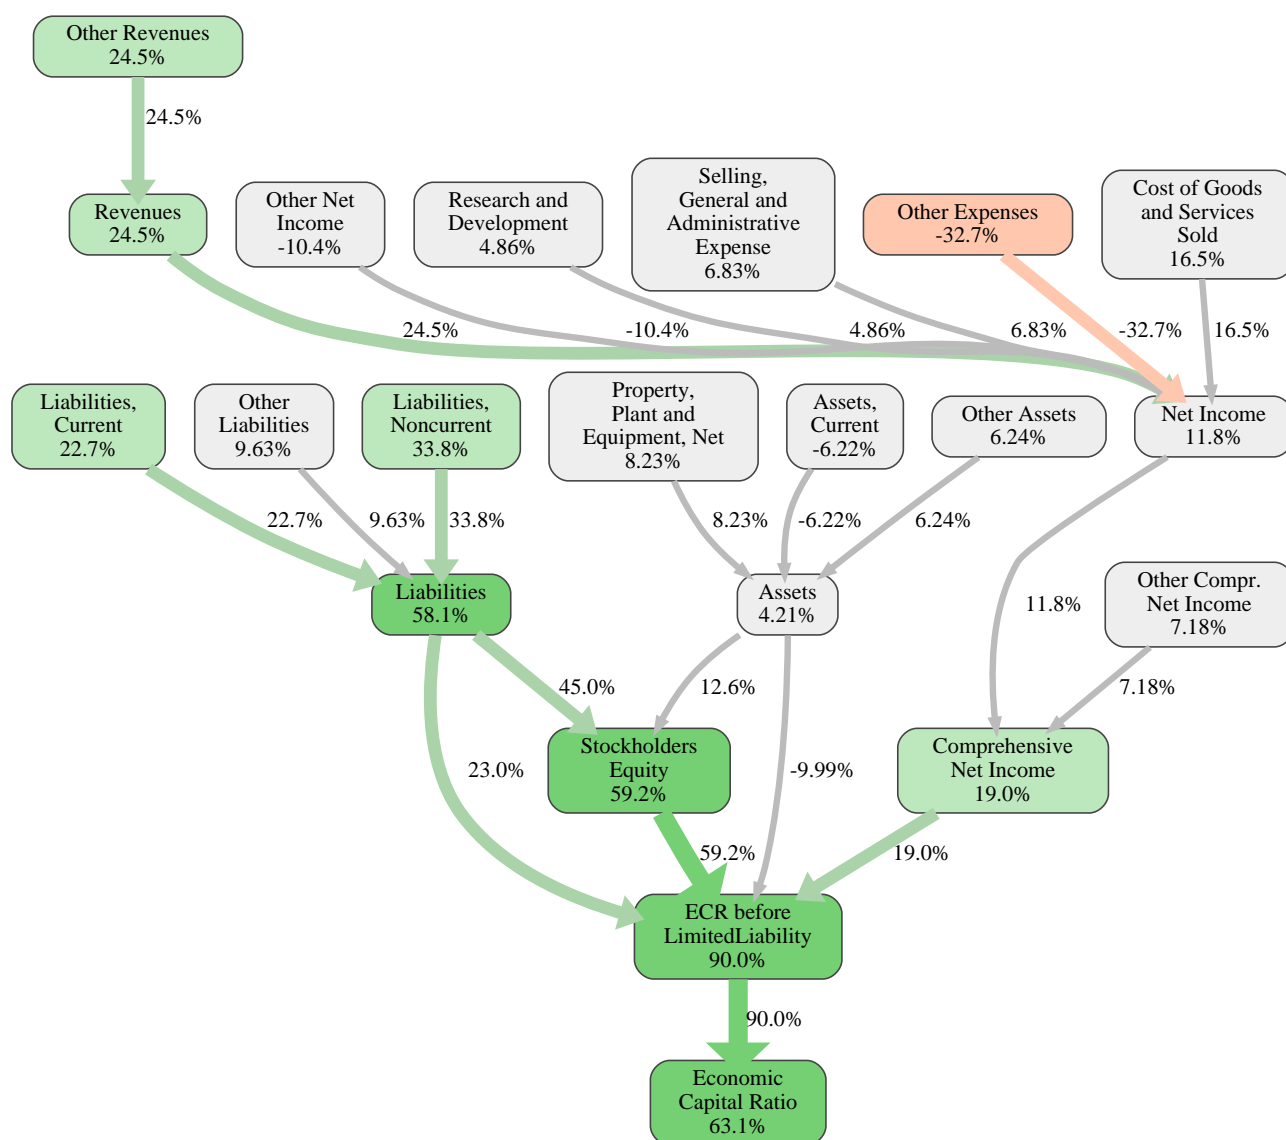 Other Revenues
24.5%
24.5%
Revenues
24.5%
Other Net
Income
-10.4%
Research and
Development
4.86%
Selling,
General and
Administrative
Expense
6.83%
Other Expenses
-32.7%
Cost of Goods
and Services
Sold
16.5%
24.5%
-10.4%
4.86%
6.83%
-32.7%
16.5%
Liabilities,
Current
22.7%
Other
Liabilities
9.63%
Liabilities,
Noncurrent
33.8%
Property,
Plant and
Equipment, Net
8.23%
Assets,
Current
-6.22%
Other Assets
6.24%
Net Income
11.8%
22.7%
9.63%
33.8%
8.23%
-6.22%
6.24%
Liabilities
58.1%
Assets
4.21%
11.8%
Other Compr.
Net Income
7.18%
45.0%
12.6%
7.18%
23.0%
Stockholders
Equity
59.2%
-9.99%
Comprehensive
Net Income
19.0%
59.2%
19.0%
ECR before
LimitedLiability
90.0%
90.0%
Economic
Capital Ratio
63.1%